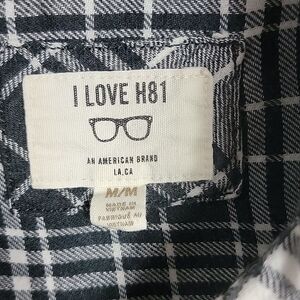 I LOVE H81
AN AMERICAN BRAND
LA, CA
M/M
MADE IN
VIETNAM
FABRIQUÉ AU
VIETNAM